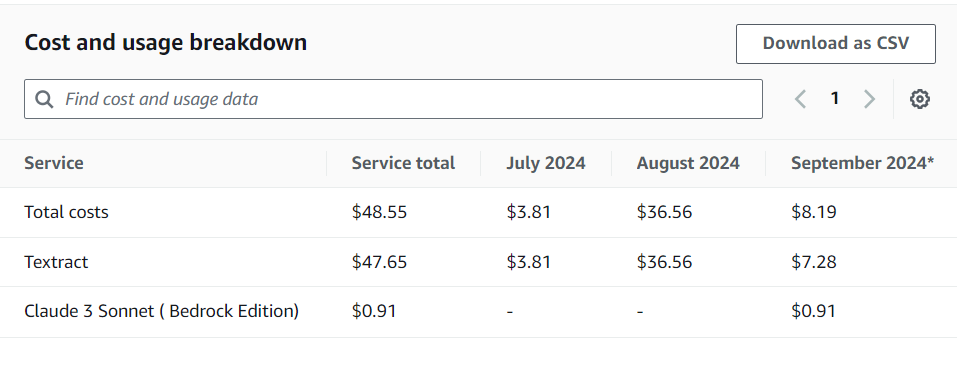 Cost and usage breakdown
Download as CSV
Find cost and usage data
1
Service Service total July 2024 August 2024 September 2024*
Total costs $48.55 $3.81 $36.56 $8.19
Textract $47.65 $3.81 $36.56 $7.28
Claude 3 Sonnet ( Bedrock Edition) $0.91 - - $0.91